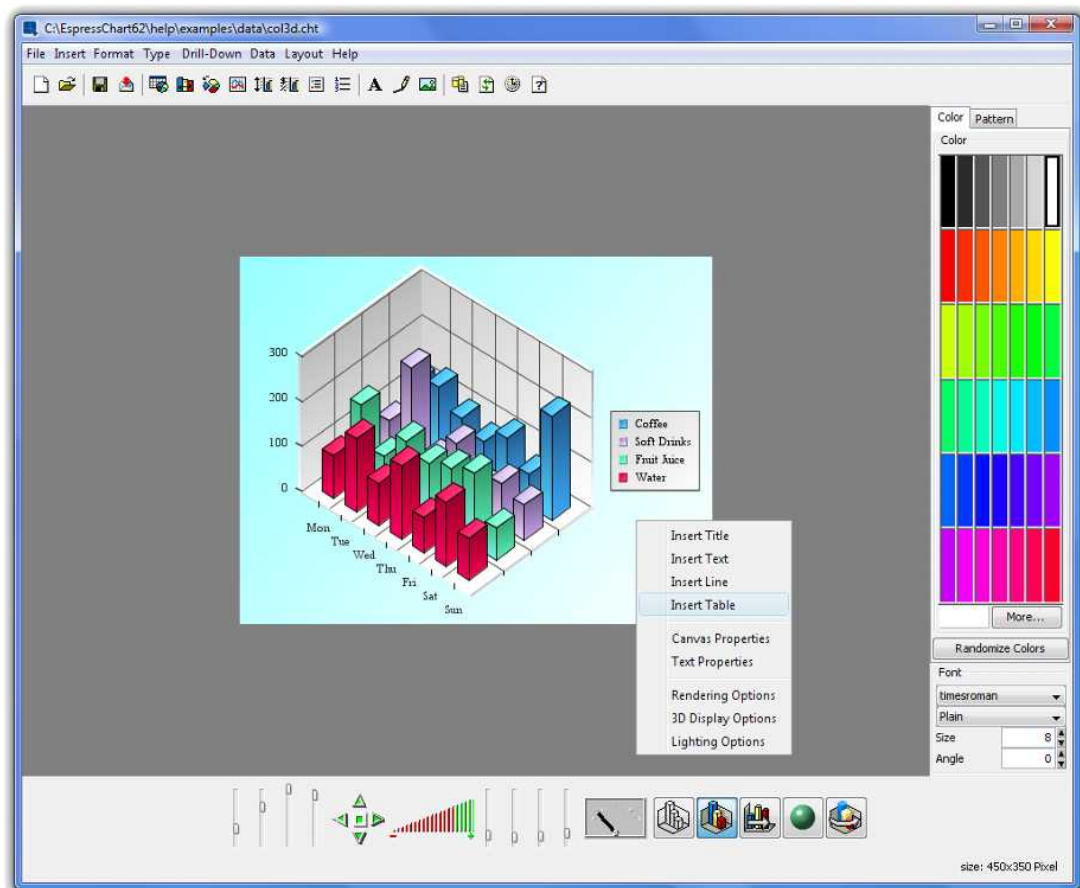 C:\EspressChart62\help\examples\data\col3d.cht
File Insert Format Type Drill-Down Data Layout Help
A
Color Pattern
Color
300
200
100
0
Mon
Tue
Wed
Thu
Fri
Sat
Sun
Coffee
Soft Drinks
Fruit Juice
Water
Insert Title
Insert Text
Insert Line
Insert Table
Canvas Properties
Text Properties
Rendering Options
3D Display Options
Lighting Options
More...
Randomize Colors
Font
timesroman
Plain
Size 8
Angle 0
size: 450x350 Pixel